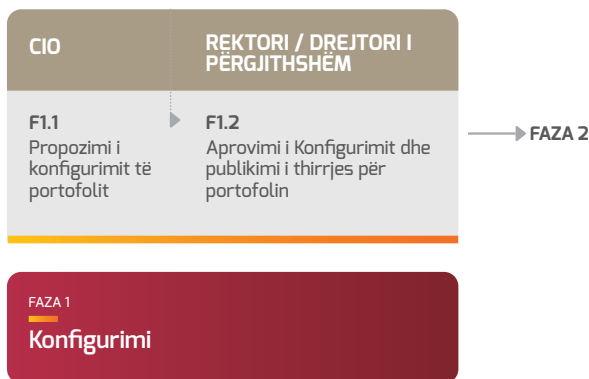 CIO
REKTORI / DREJTORI I
PËRGJITHSHËM
F1.1
Propozimi i
konfigurimit të
portofolit
F1.2
Aprovimi i Konfigurimit dhe
publikimi i thirrjes për
portofolin
FAZA 2
FAZA 1
Konfigurimi